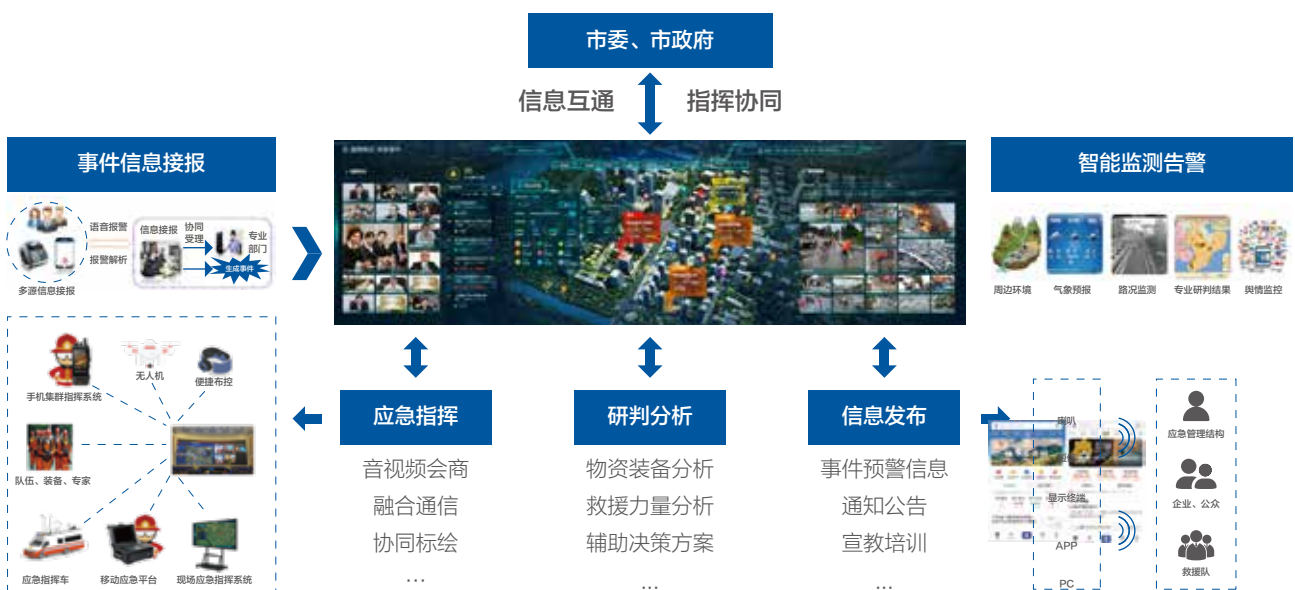 市委、市政府
信息互通
指挥协同
事件信息接报
语音报警
报警解析
多源信息接报
信息接报
协同
受理
专业
部门
生成事件
智能监测告警
周边环境
气象预报
路况监测
专业研判结果
舆情监控
手机集群指挥系统
无人机
便捷布控
队伍、装备、专家
应急指挥车
移动应急平台
现场应急指挥系统
应急指挥
音视频会商
融合通信
协同标绘
...
研判分析
物资装备分析
救援力量分析
辅助决策方案
...
信息发布
事件预警信息
通知公告
宣教培训
...
喇叭
显示终端
APP
PC
应急管理结构
企业、公众
救援队